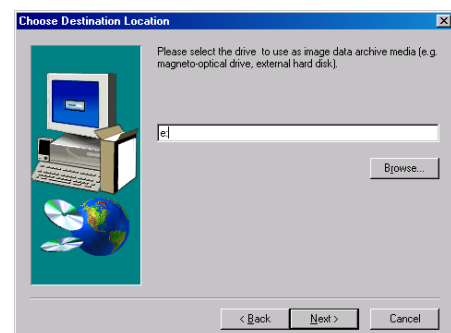 Choose Destination Location
Please select the drive  to use as image data archive media (e.g.
magneto-optical drive, external hard disk).
e:
Browse...
< Back
Next >
Cancel